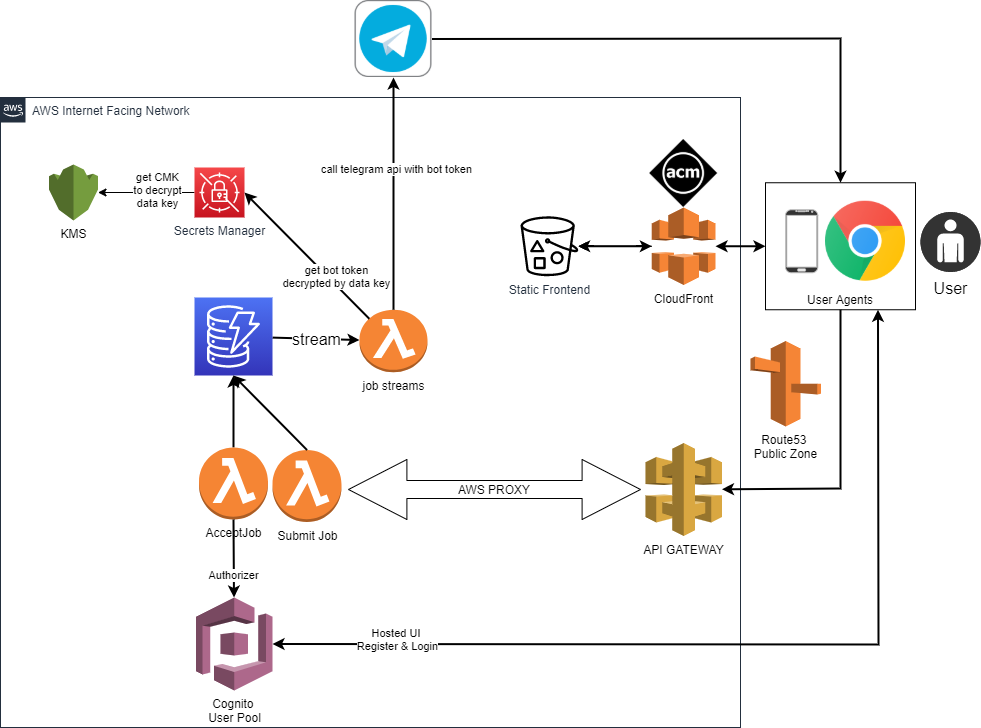 aws
AWS Internet Facing Network
call telegram api with bot token
acm
get CMK
to decrypt
data key
KMS
Secrets Manager
get bot token
decrypted by data key
Static Frontend
CloudFront
User Agents
User
stream
job streams
Route53
Public Zone
AWS PROXY
AcceptJob
Submit Job
API GATEWAY
Authorizer
Hosted UI
Register & Login
Cognito
User Pool